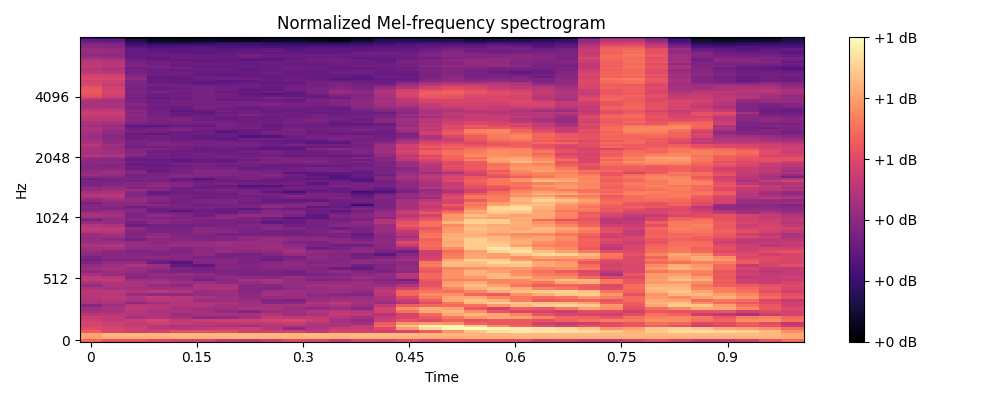 Normalized Mel-frequency spectrogram
Hz
4096
2048
1024
512
0
0 0.15 0.3 0.45 0.6 0.75 0.9
Time
+1 dB
+1 dB
+1 dB
+0 dB
+0 dB
+0 dB